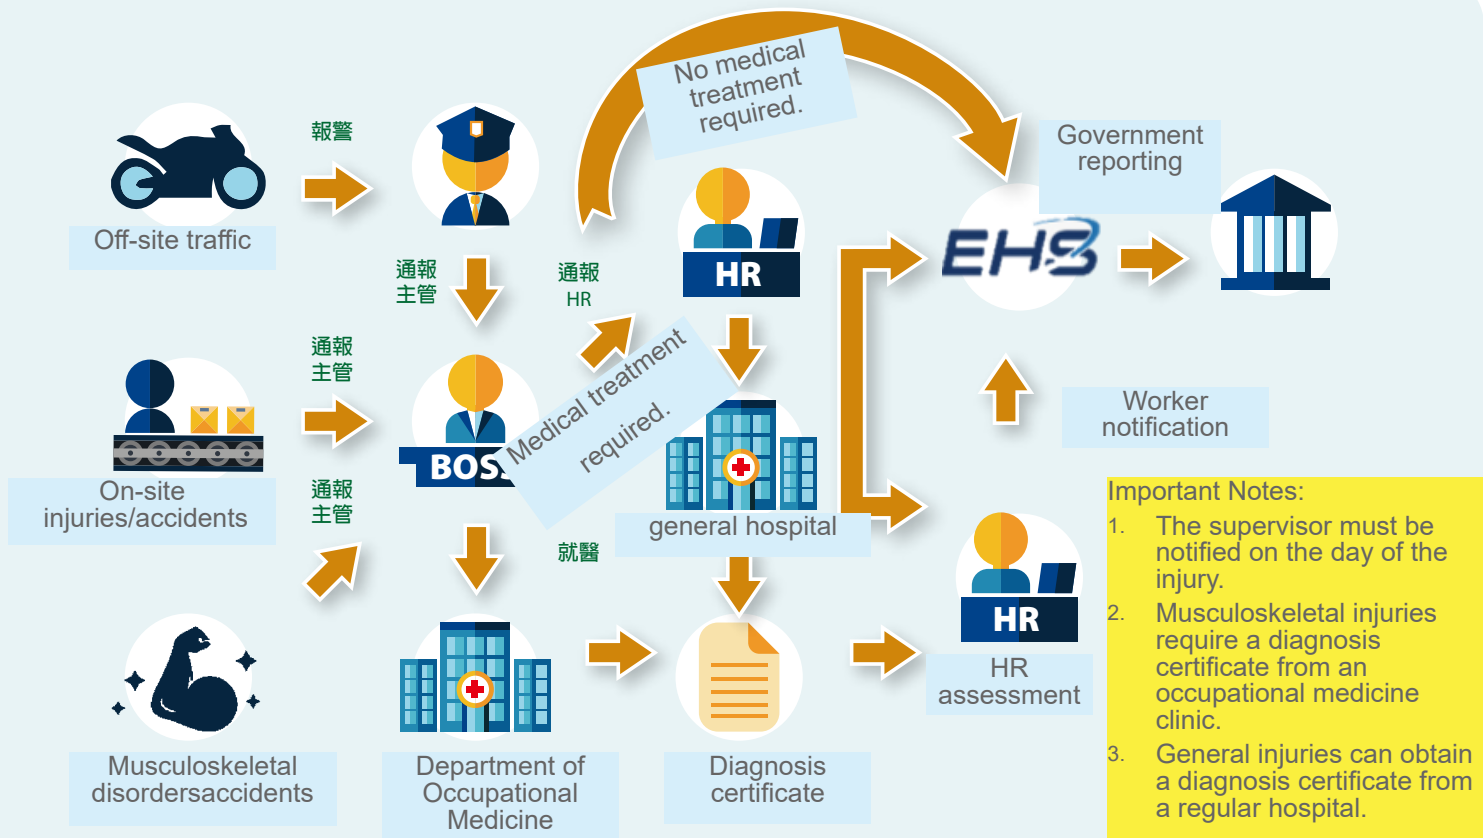 No medical
treatment
required.
報警
Government
reporting
Off-site traffic
通報
主管
通報
HR
HR
EHS
通報
主管
Medical treatment
required.
BOSS
Worker
notification
On-site
injuries/accidents
通報
主管
general hospital
就醫
HR
HR
assessment
Musculoskeletal
disordersaccidents
Department of
Occupational
Medicine
Diagnosis
certificate
Important Notes:
1. The supervisor must be
notified on the day of the
injury.
2. Musculoskeletal injuries
require a diagnosis
certificate from an
occupational medicine
clinic.
3. General injuries can obtain
a diagnosis certificate from
a regular hospital.